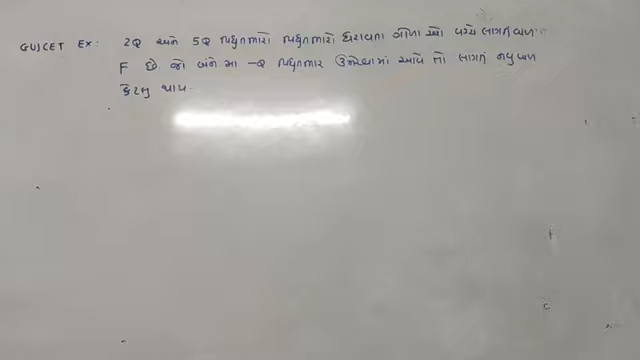 GUJCET EX: 2Q અને 5Q વિદ્યુતભારો વિદ્યુતભારો ધરાવતા ગોળા ઓ વચ્ચે લાગતું બળ
F છે જો બંને માં -Q વિદ્યુતભાર ઉમેરવામાં આવે તો લાગતું નવુ બળ
કેટલુ થાય.